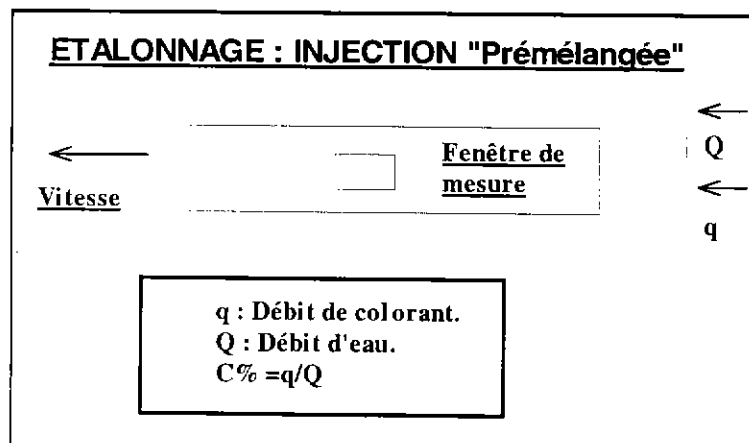 ETALONNAGE : INJECTION "Prémélangée"
Fenêtre de
mesure
Q
Vitesse
q
q : Débit de colorant.
Q : Débit d'eau.
C% =q/Q